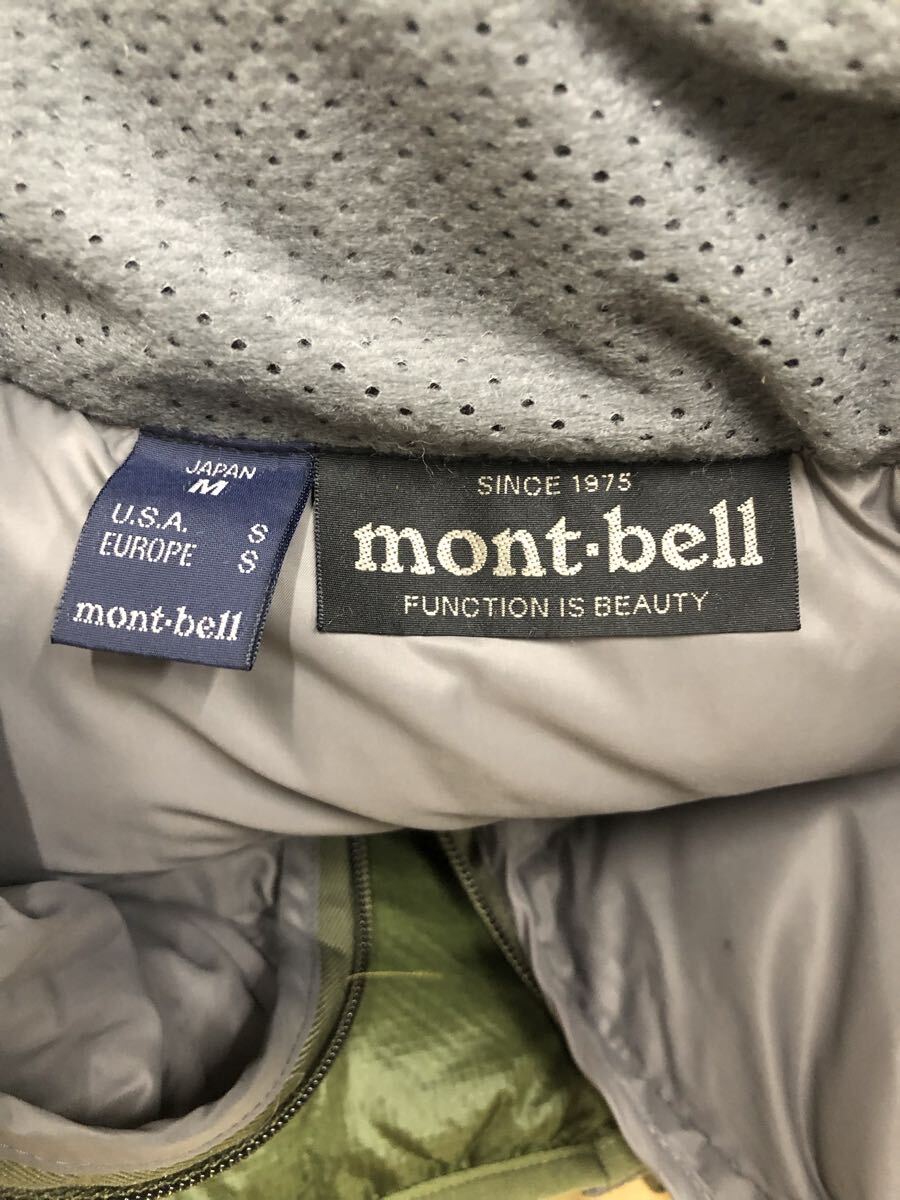 JAPAN
M
U.S.A. S
EUROPE S
mont-bell
SINCE 1975
mont-bell
FUNCTION IS BEAUTY